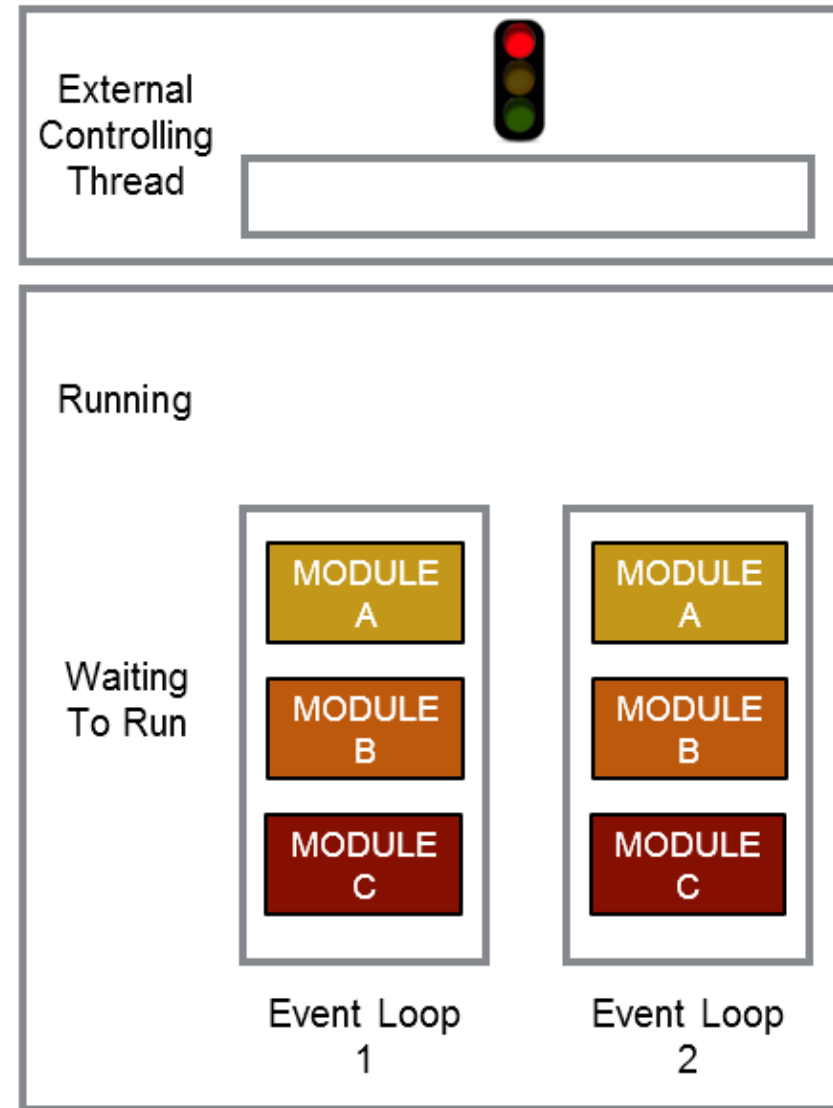 External
Controlling
Thread
Running
Waiting
To Run
MODULE
A
MODULE
B
MODULE
C
Event Loop
1
MODULE
A
MODULE
B
MODULE
C
Event Loop
2